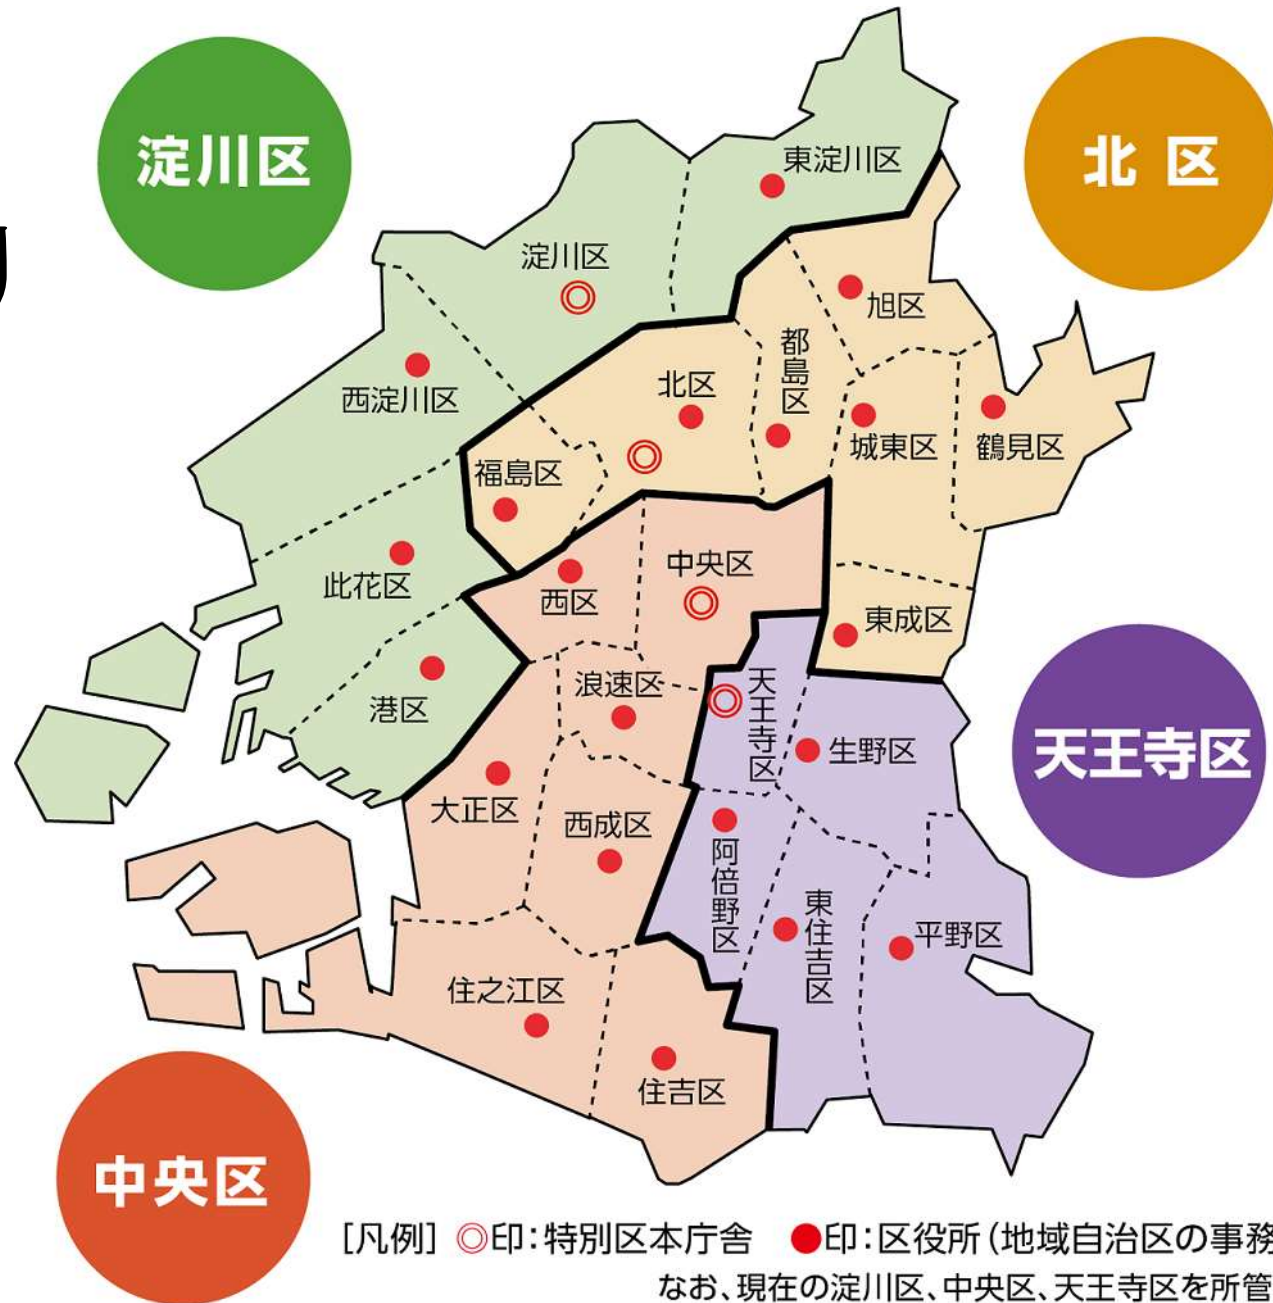 淀川区
北 区
東淀川区
淀川区
旭区
都島区
北区
西淀川区
城東区
鶴見区
福島区
中央区
此花区
西区
東成区
天王寺区
浪速区
港区
天王寺区
生野区
大正区
西成区
阿倍野区
東住吉区
平野区
住之江区
住吉区
中央区
[凡例] ◎印:特別区本庁舎 ●印:区役所(地域自治区の事務
なお、現在の淀川区、中央区、天王寺区を所管